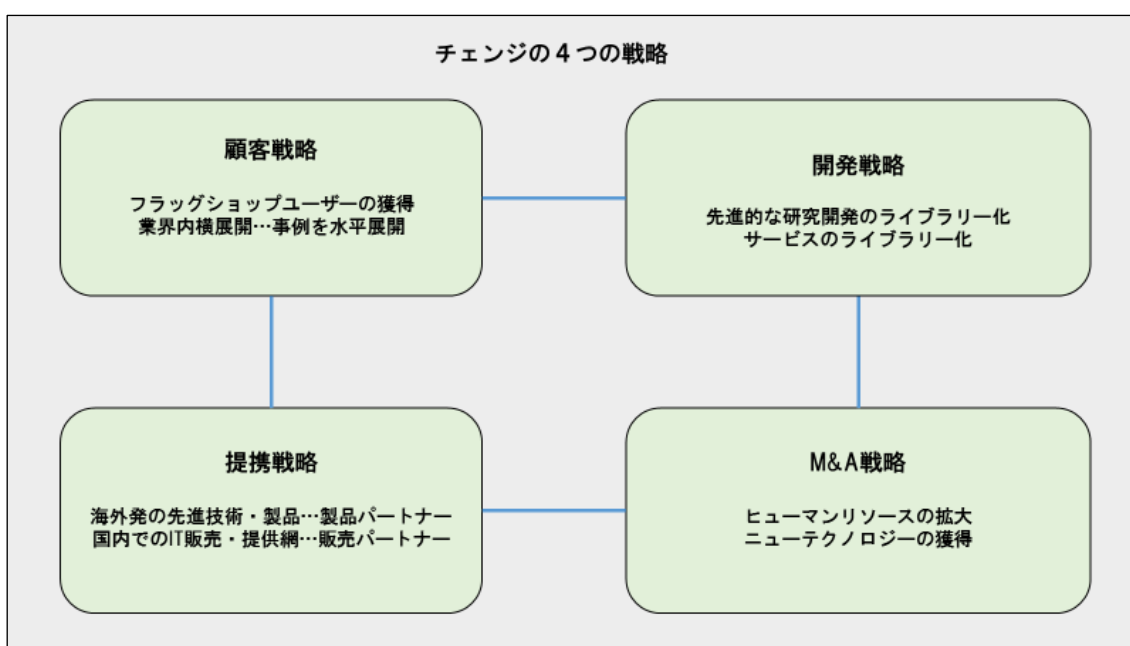 チェンジの４つの戦略
顧客戦略
フラッグショップユーザーの獲得
業界内横展開…事例を水平展開
開発戦略
先進的な研究開発のライブラリー化
サービスのライブラリー化
提携戦略
海外発の先進技術・製品…製品パートナー
国内でのIT販売・提供網…販売パートナー
M&A戦略
ヒューマンリソースの拡大
ニューテクノロジーの獲得